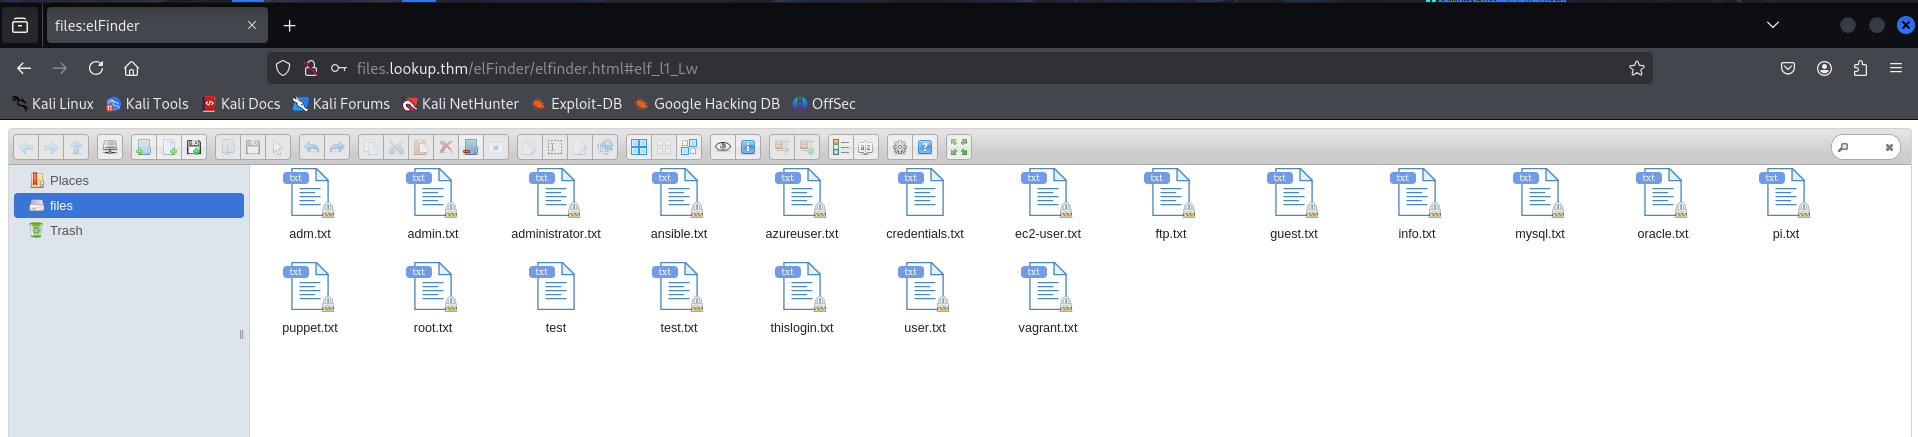 files:elFinder
files.lookup.thm/elFinder/elfinder.html#elf_l1_Lw
Kali Linux Kali Tools Kali Docs Kali Forums Kali NetHunter Exploit-DB Google Hacking DB OffSec
Places
files
Trash
txt txt txt txt txt txt txt txt txt txt txt txt txt
adm.txt admin.txt administrator.txt ansible.txt azureuser.txt credentials.txt ec2-user.txt ftp.txt guest.txt info.txt mysql.txt oracle.txt pi.txt
txt txt txt txt txt txt txt
puppet.txt root.txt test test.txt thislogin.txt user.txt vagrant.txt